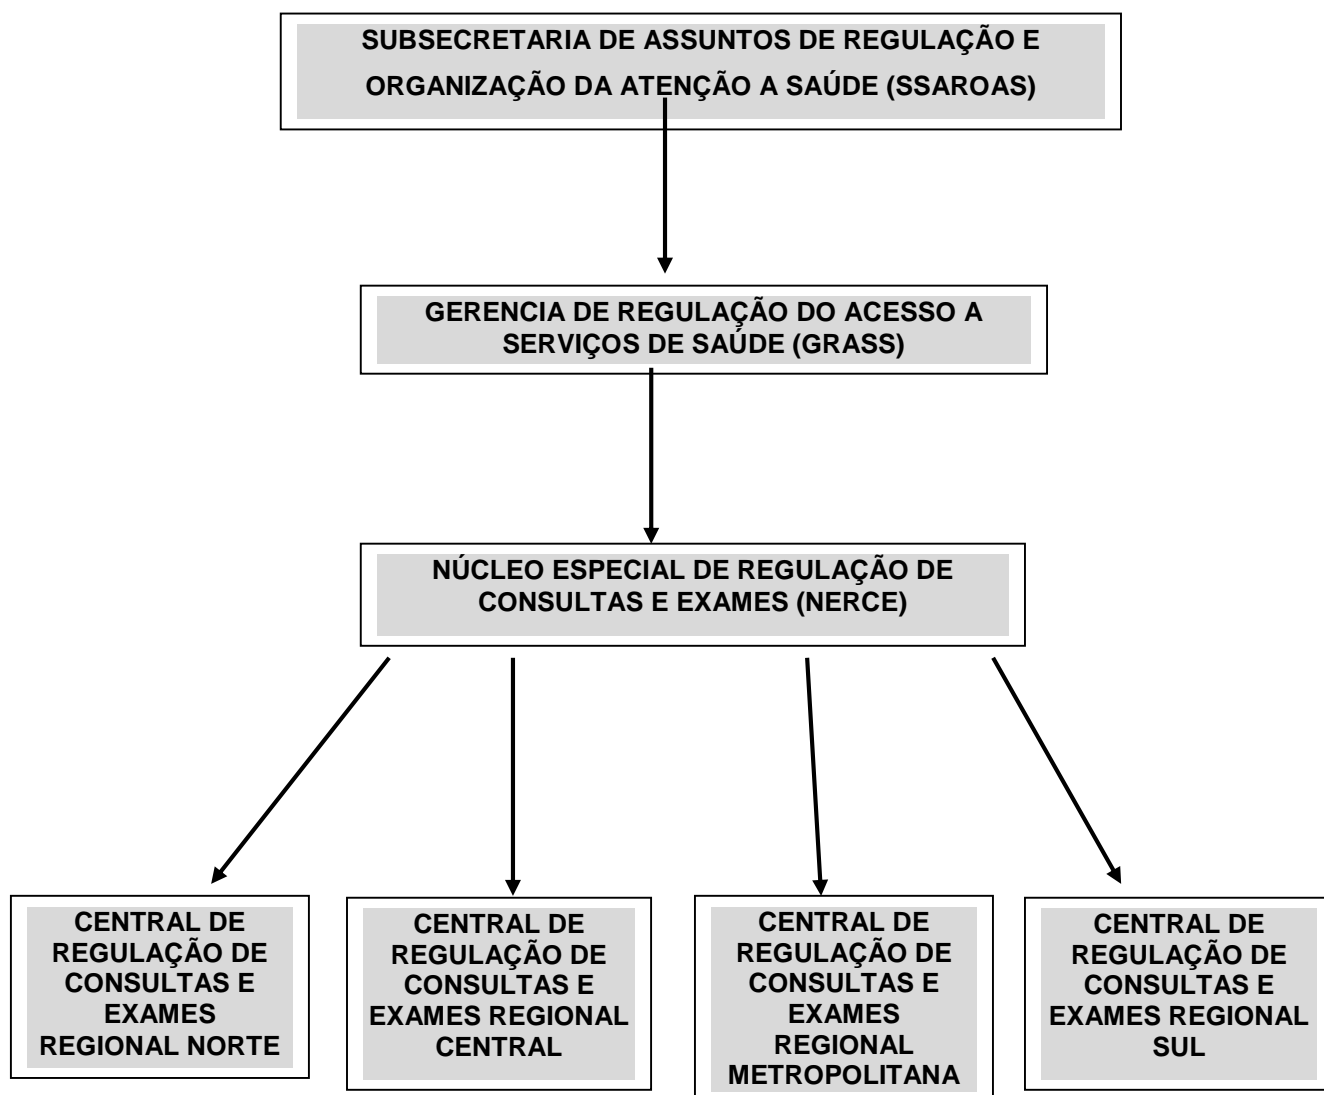 SUBSECRETARIA DE ASSUNTOS DE REGULAÇÃO E
ORGANIZAÇÃO DA ATENÇÃO A SAÚDE (SSAROAS)
GERENCIA DE REGULAÇÃO DO ACESSO A
SERVIÇOS DE SAÚDE (GRASS)
NÚCLEO ESPECIAL DE REGULAÇÃO DE
CONSULTAS E EXAMES (NERCE)
CENTRAL DE
REGULAÇÃO DE
CONSULTAS E
EXAMES
REGIONAL NORTE
CENTRAL DE
REGULAÇÃO DE
CONSULTAS E
EXAMES REGIONAL
CENTRAL
CENTRAL DE
REGULAÇÃO DE
CONSULTAS E
EXAMES
REGIONAL
METROPOLITANA
CENTRAL DE
REGULAÇÃO DE
CONSULTAS E
EXAMES REGIONAL
SUL